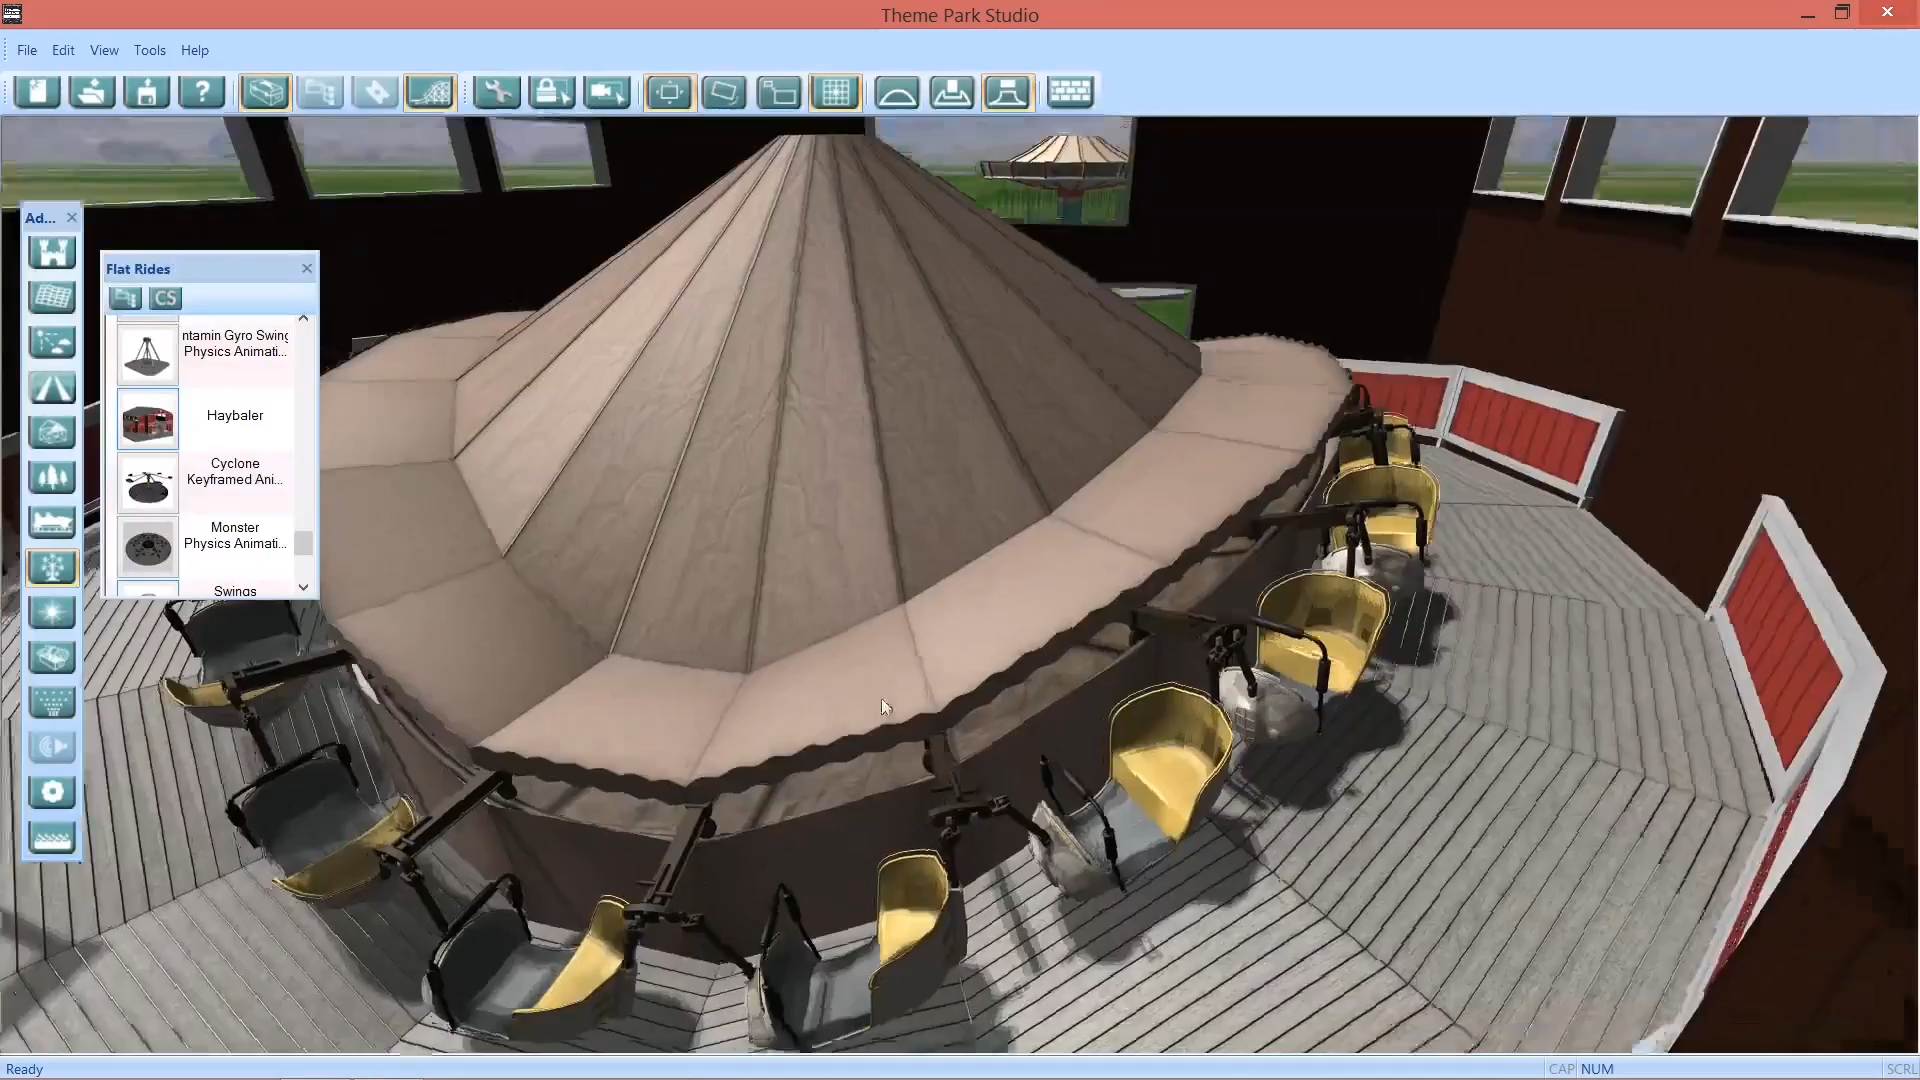 Theme Park Studio
File Edit View Tools Help
?
Ad...
Flat Rides
CS
ntamin Gyro Swing
Physics Animati...
Haybaler
Cyclone
Keyframed Ani...
Monster
Physics Animati...
Swings
Ready
CAP NUM SCRL